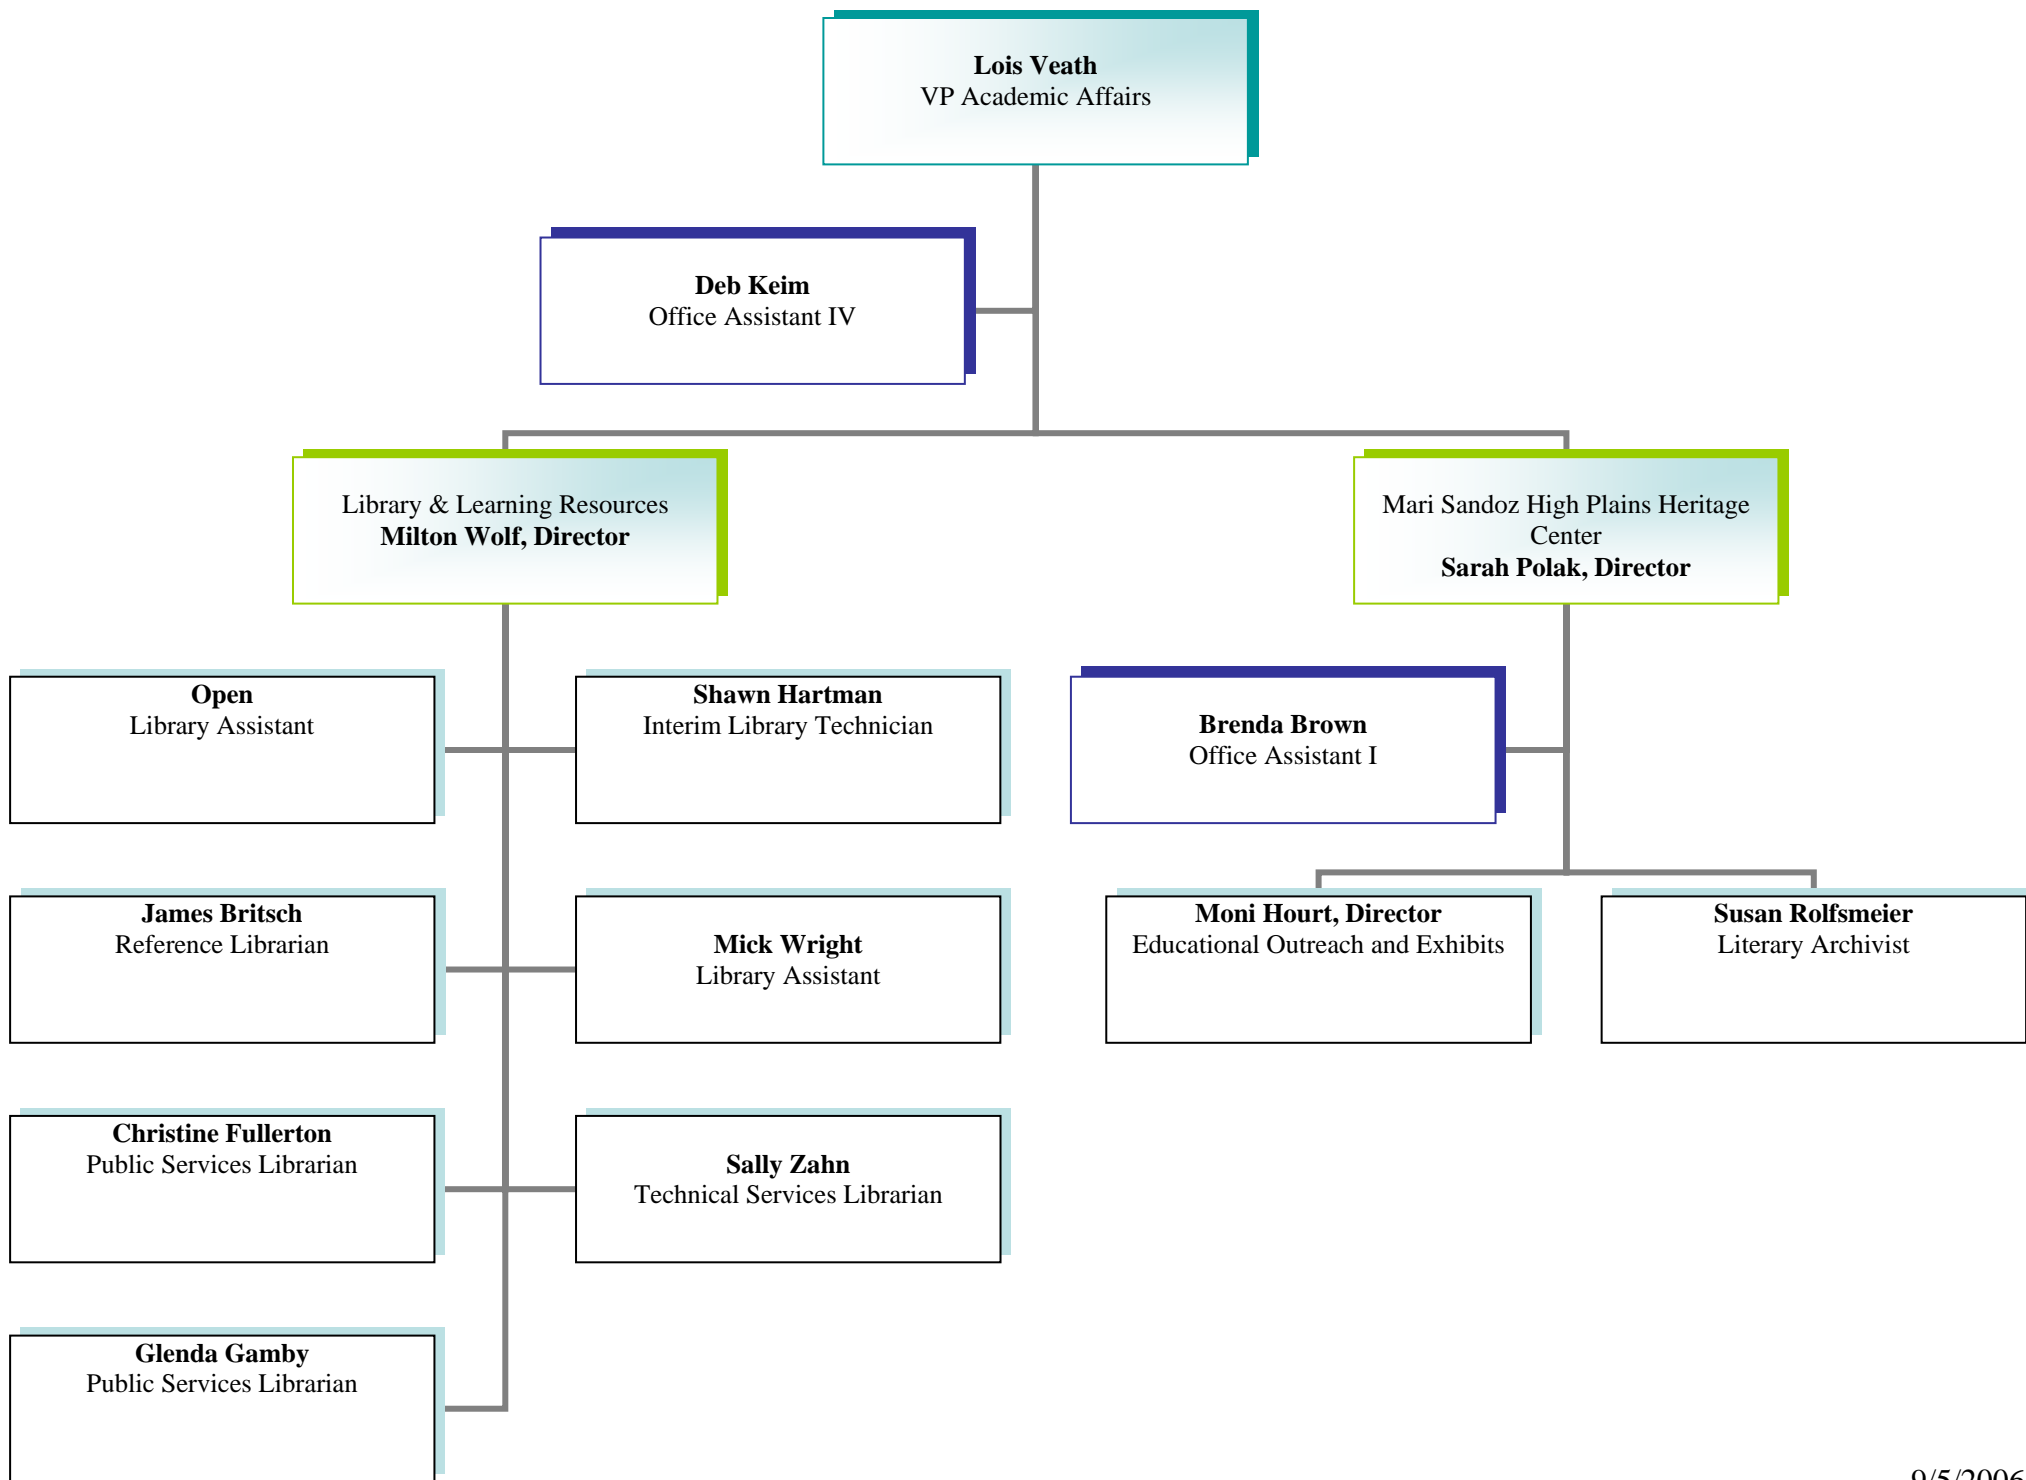 Lois Veath
VP Academic Affairs
Deb Keim
Office Assistant IV
Library & Learning Resources
Milton Wolf, Director
Mari Sandoz High Plains Heritage
Center
Sarah Polak, Director
Open
Library Assistant
Shawn Hartman
Interim Library Technician
Brenda Brown
Office Assistant I
James Britsch
Reference Librarian
Mick Wright
Library Assistant
Moni Hourt, Director
Educational Outreach and Exhibits
Susan Rolfsmeier
Literary Archivist
Christine Fullerton
Public Services Librarian
Sally Zahn
Technical Services Librarian
Glenda Gamby
Public Services Librarian
9/5/2006